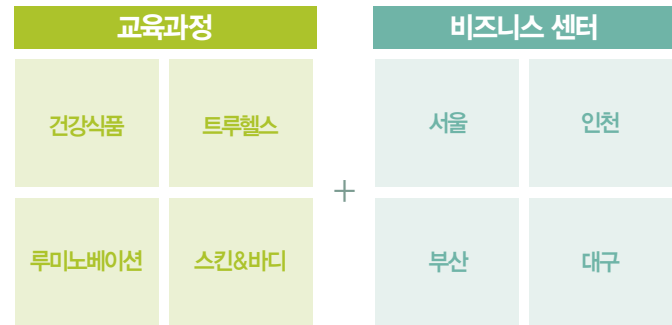 교육과정
건강식품
트루헬스
루미노베이션
스킨&바디
+
비즈니스 센터
서울
인천
부산
대구